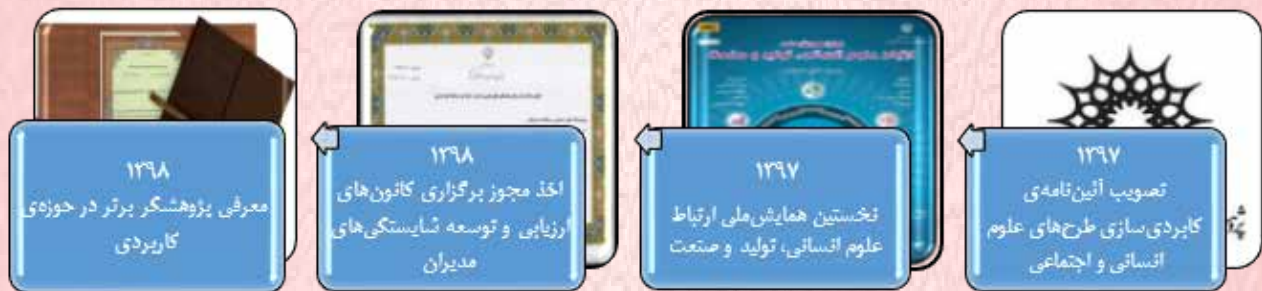 ۱۳۹۷
تصویب آئین‌نامه‌ی
کابردی‌سازی طرح‌های علوم
انسانی و اجتماعی
۱۳۹۷
نخستین همایش‌ملی ارتباط
علوم انسانی، تولید و صنعت
۱۳۹۸
اخذ مجوز برگزاری کانون‌های
ارزیابی و توسعه شایستگی‌های
مدیران
۱۳۹۸
معرفی پژوهشگر برتر در حوزه‌ی
کاربردی